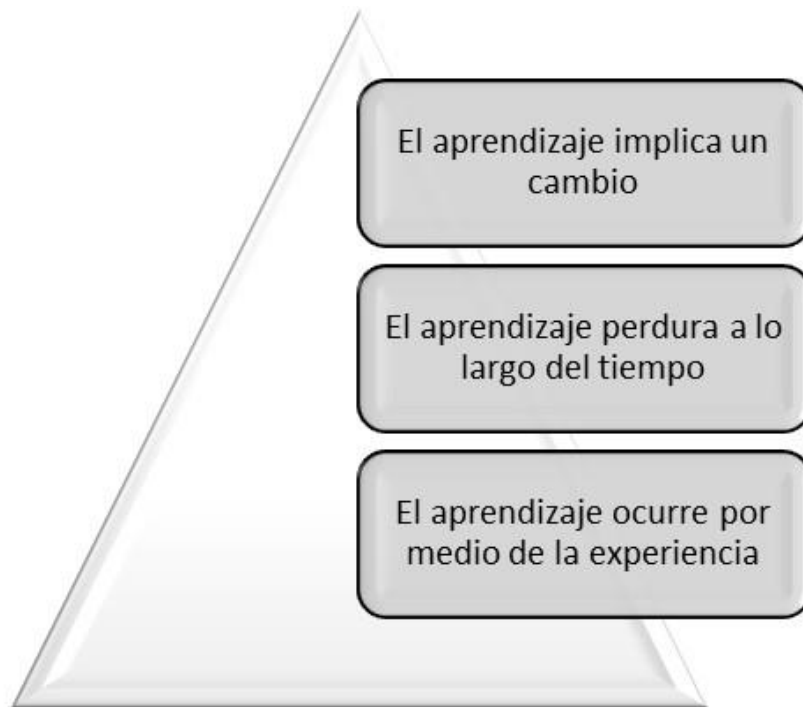 El aprendizaje implica un
cambio
El aprendizaje perdura a lo
largo del tiempo
El aprendizaje ocurre por
medio de la experiencia